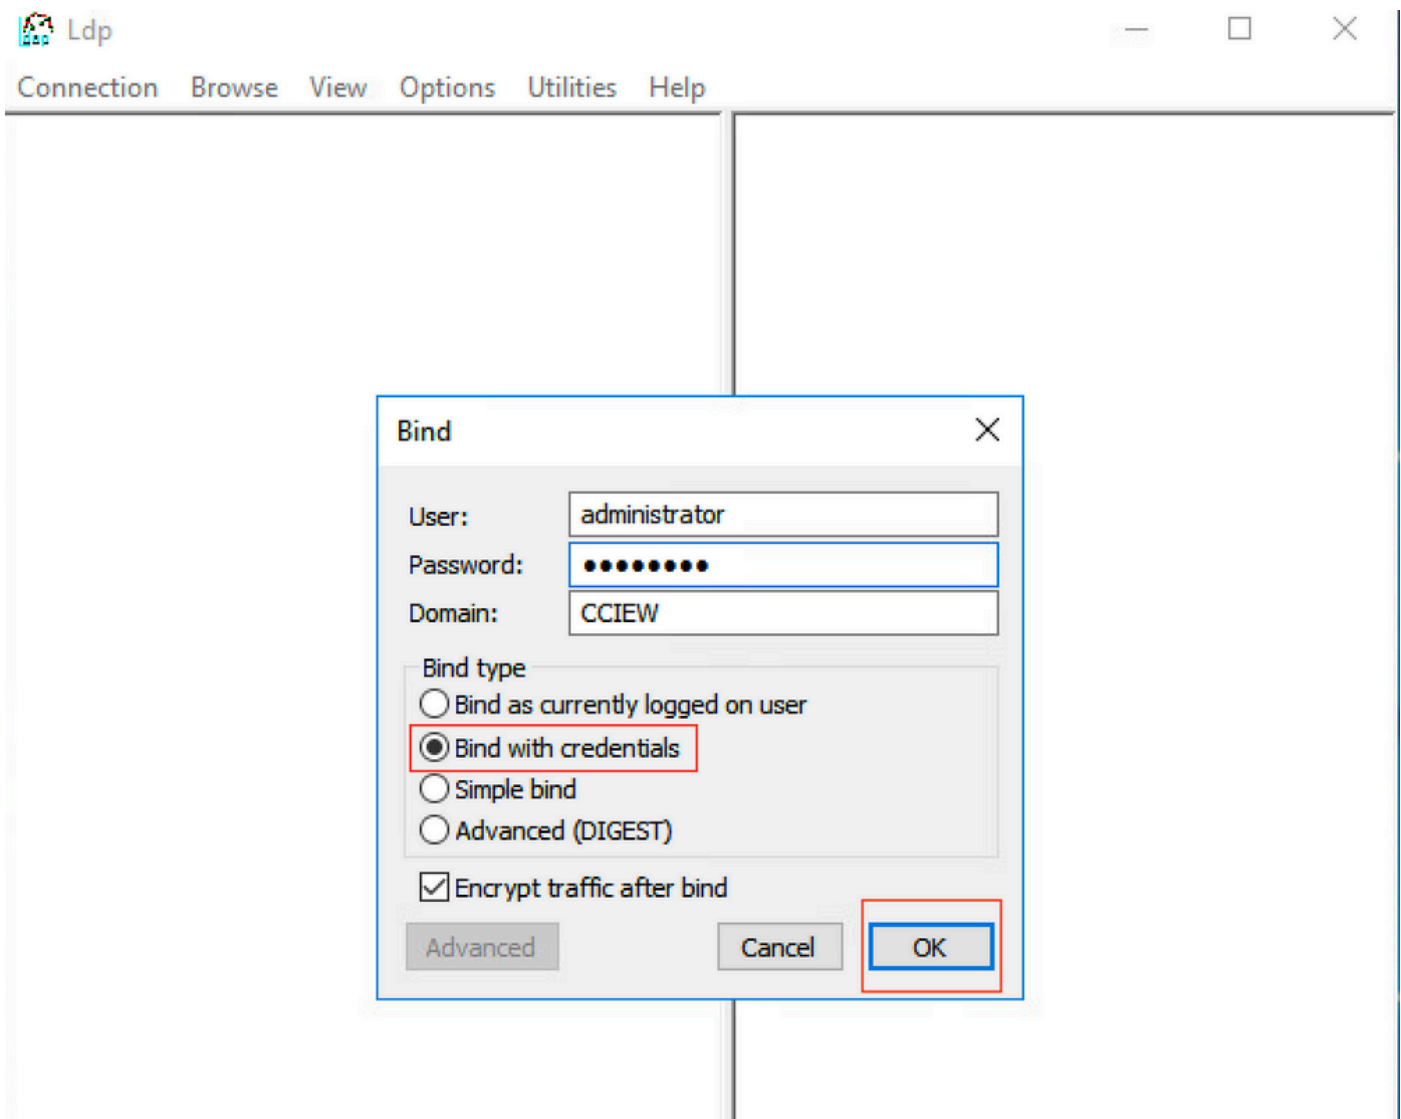 Ldp
Connection Browse View Options Utilities Help
Bind
User: administrator
Password: ●●●●●●●●
Domain: CCIEW
Bind type
Bind as currently logged on user
Bind with credentials
Simple bind
Advanced (DIGEST)
Encrypt traffic after bind
Advanced Cancel OK